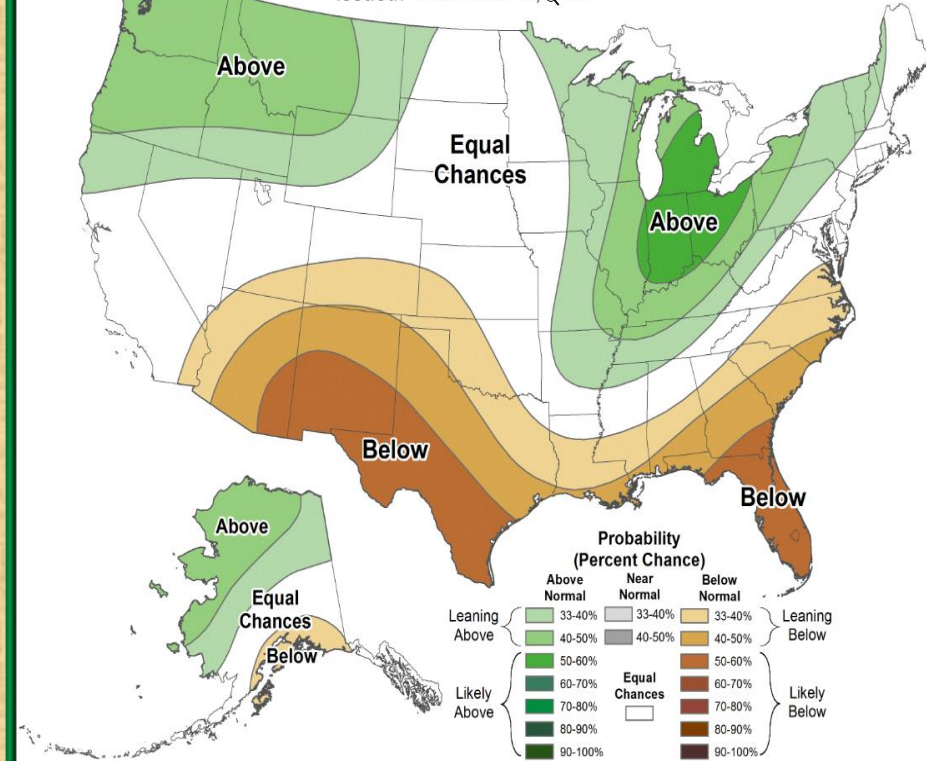 Above
Equal
Chances
Above
Below
Below
Above
Equal
Chances
Below
Probability
(Percent Chance)
Above
Normal
Near
Normal
Below
Normal
Leaning
Above
33-40%
33-40%
33-40%
Leaning
Below
40-50%
40-50%
40-50%
Likely
Above
50-60%
50-60%
Likely
Below
60-70%
Equal
Chances
60-70%
70-80%
70-80%
80-90%
80-90%
90-100%
90-100%